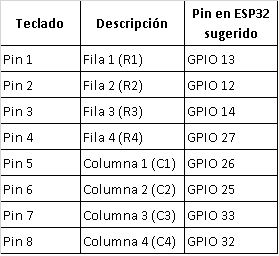 Teclado Descripción Pin en ESP32
sugerido
Pin 1 Fila 1 (R1) GPIO 13
Pin 2 Fila 2 (R2) GPIO 12
Pin 3 Fila 3 (R3) GPIO 14
Pin 4 Fila 4 (R4) GPIO 27
Pin 5 Columna 1 (C1) GPIO 26
Pin 6 Columna 2 (C2) GPIO 25
Pin 7 Columna 3 (C3) GPIO 33
Pin 8 Columna 4 (C4) GPIO 32